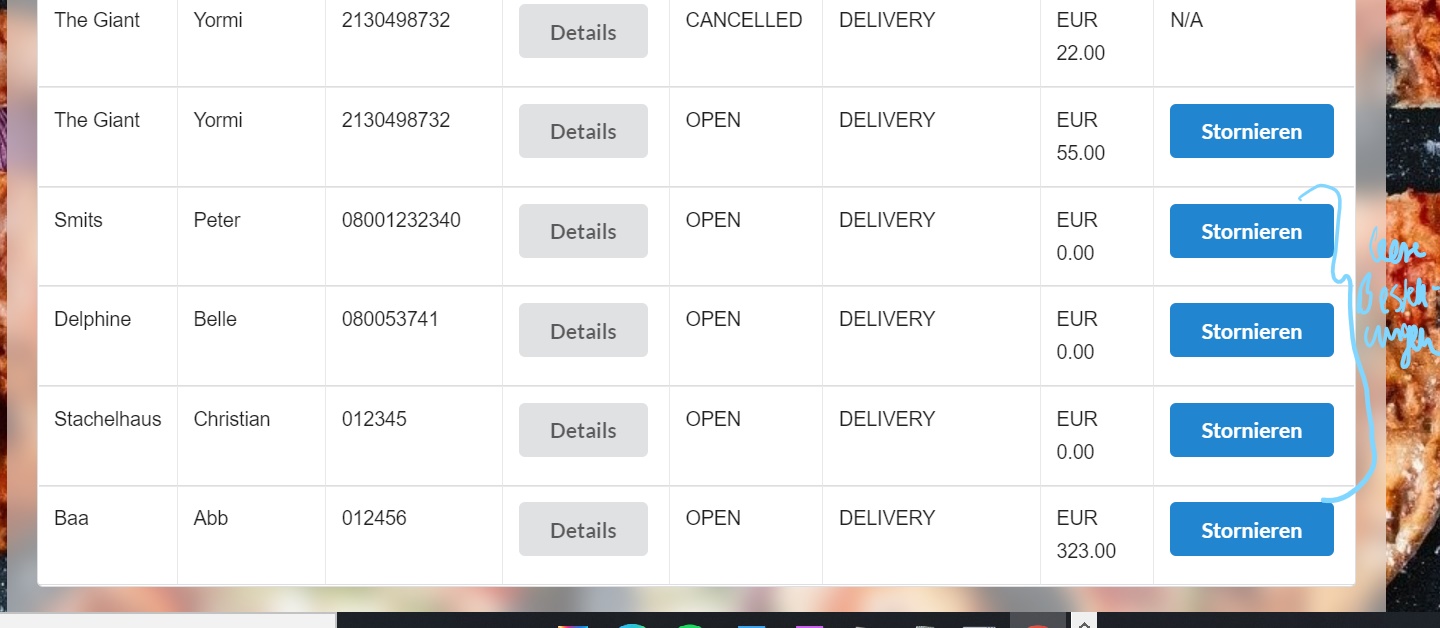 The Giant Yormi 2130498732 Details CANCELLED DELIVERY EUR N/A
22.00
The Giant Yormi 2130498732 Details OPEN DELIVERY EUR Stornieren
55.00
Smits Peter 08001232340 Details OPEN DELIVERY EUR Stornieren
0.00
leere
Bestell-
ungen
Delphine Belle 080053741 Details OPEN DELIVERY EUR Stornieren
0.00
Stachelhaus Christian 012345 Details OPEN DELIVERY EUR Stornieren
0.00
Baa Abb 012456 Details OPEN DELIVERY EUR Stornieren
323.00